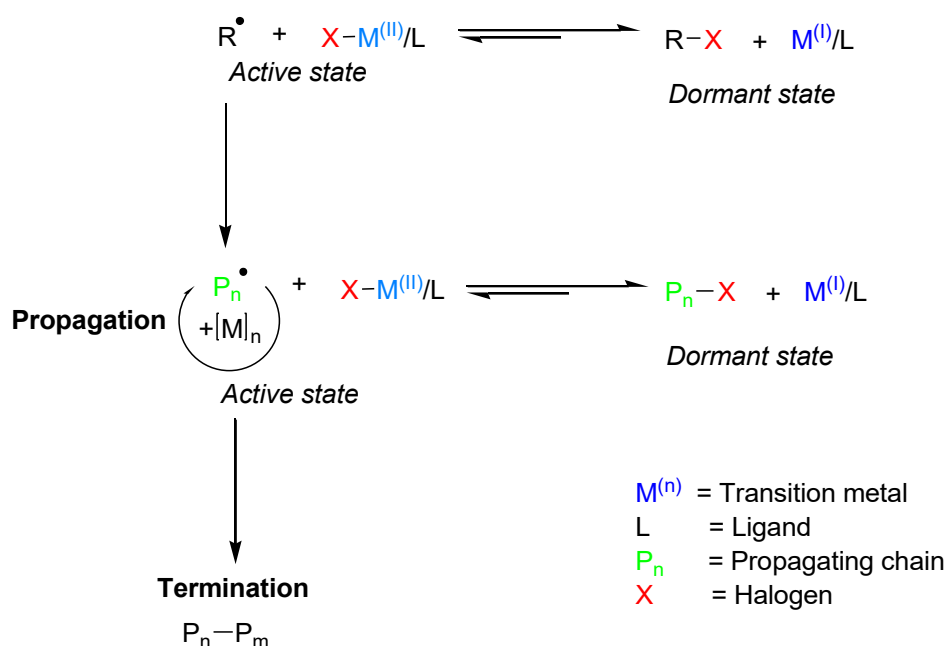 R• + X–M(II)/L ⇌ R–X + M(I)/L
Active state
Dormant state
Pn• + X–M(II)/L ⇌ Pn–X + M(I)/L
Propagation
+[M]n
Dormant state
Active state
M(n) = Transition metal
L = Ligand
Pn = Propagating chain
Termination
X = Halogen
Pn–Pm